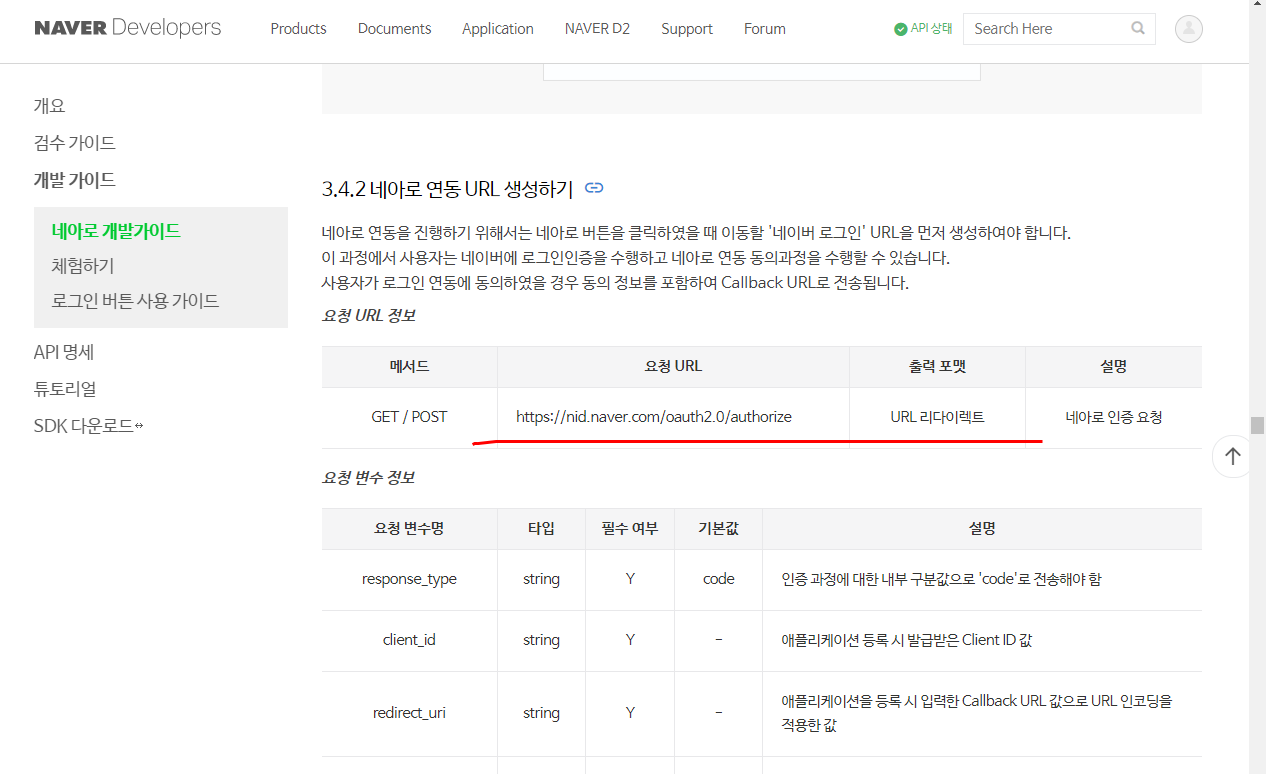 NAVER Developers
Products Documents Application NAVER D2 Support Forum
API 상태
Search Here
개요
검수 가이드
개발 가이드
네아로 개발가이드
체험하기
로그인 버튼 사용 가이드
API 명세
튜토리얼
SDK 다운로드
3.4.2 네아로 연동 URL 생성하기
네아로 연동을 진행하기 위해서는 네아로 버튼을 클릭하였을 때 이동할 '네이버 로그인' URL을 먼저 생성하여야 합니다.
이 과정에서 사용자는 네이버에 로그인인증을 수행하고 네아로 연동 동의과정을 수행할 수 있습니다.
사용자가 로그인 연동에 동의하였을 경우 동의 정보를 포함하여 Callback URL로 전송됩니다.
요청 URL 정보
메서드 요청 URL 출력 포맷 설명
GET / POST https://nid.naver.com/oauth2.0/authorize URL 리다이렉트 네아로 인증 요청
요청 변수 정보
요청 변수명 타입 필수 여부 기본값 설명
response_type string Y code 인증 과정에 대한 내부 구분값으로 'code'로 전송해야 함
client_id string Y - 애플리케이션 등록 시 발급받은 Client ID 값
redirect_uri string Y - 애플리케이션을 등록 시 입력한 Callback URL 값으로 URL 인코딩을
적용한 값